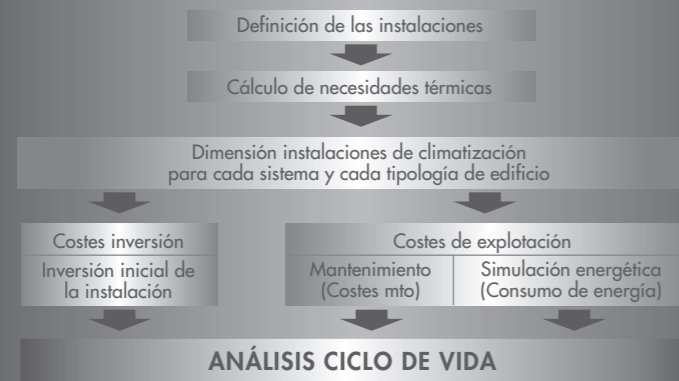 Definición de las instalaciones
Cálculo de necesidades térmicas
Dimensión instalaciones de climatización
para cada sistema y cada tipología de edificio
Costes inversión
Inversión inicial de
la instalación
Costes de explotación
Mantenimiento
(Costes mto)
Simulación energética
(Consumo de energía)
ANÁLISIS CICLO DE VIDA